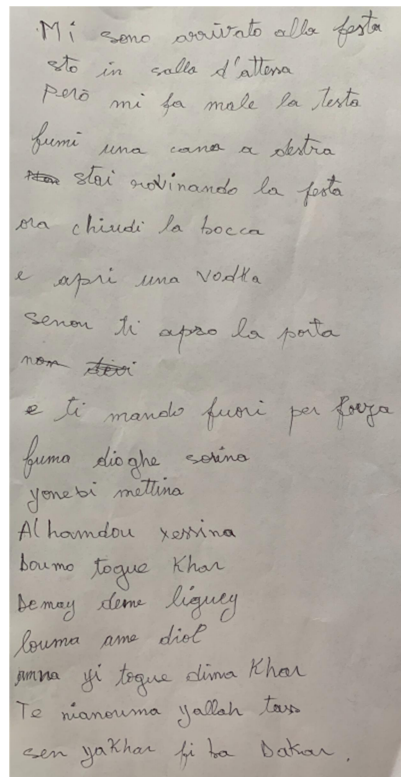 Mi sono arrivato alla festa
sto in salla d'attesa
Però mi fa male la testa
fumi una canna a destra
stai rovinando la festa
ora chiudi la bocca
e apri una vodka
senon ti apro la porta
non
e ti mando fuori per forza
fuma dioghe sorina
yonebi mettina
Alhamdou xessina
Doumo togue Khar
Demay deme liguey
louma ame diol
amna yi togue dima Khar
Te nianouma yallah tass
sen yakhar fi ba Dakar.